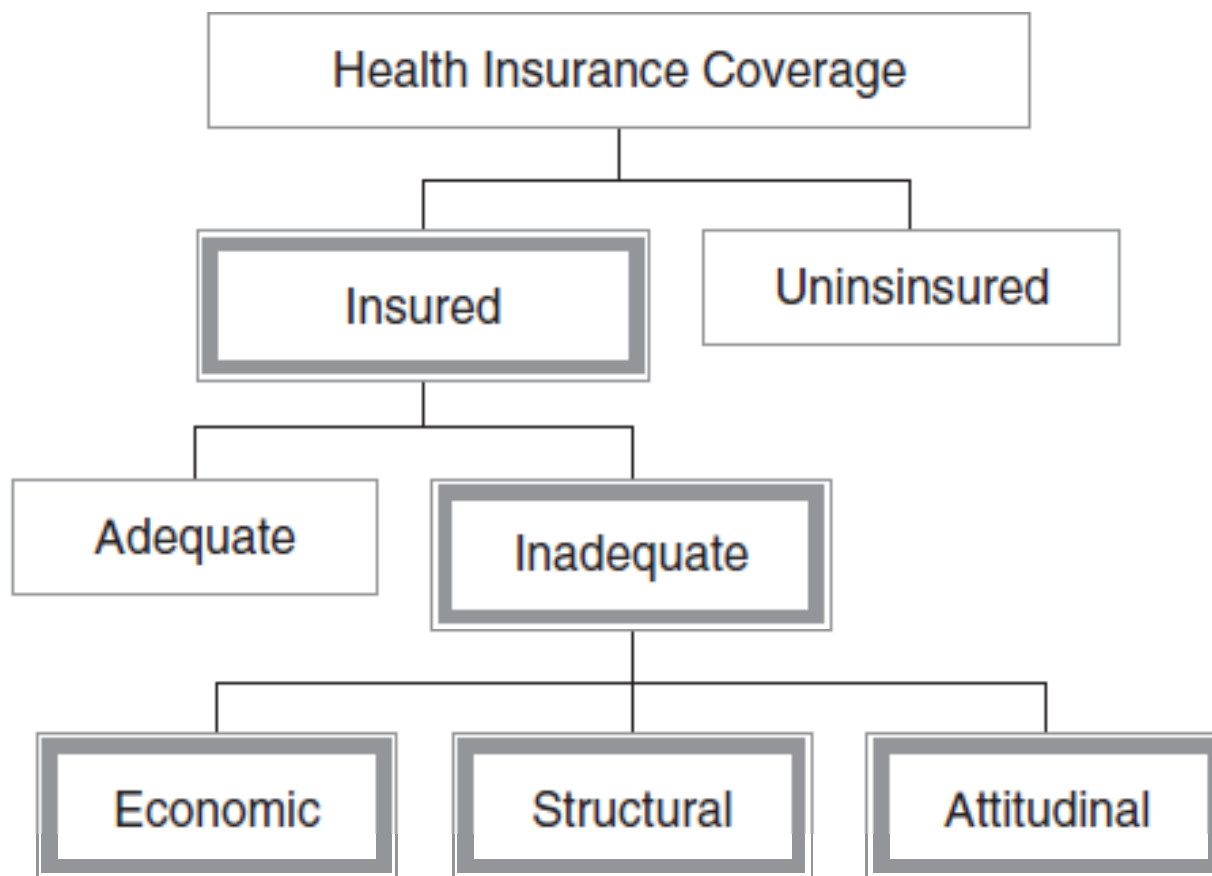 Health Insurance Coverage
Insured
Uninsinsured
Adequate
Inadequate
Economic
Structural
Attitudinal